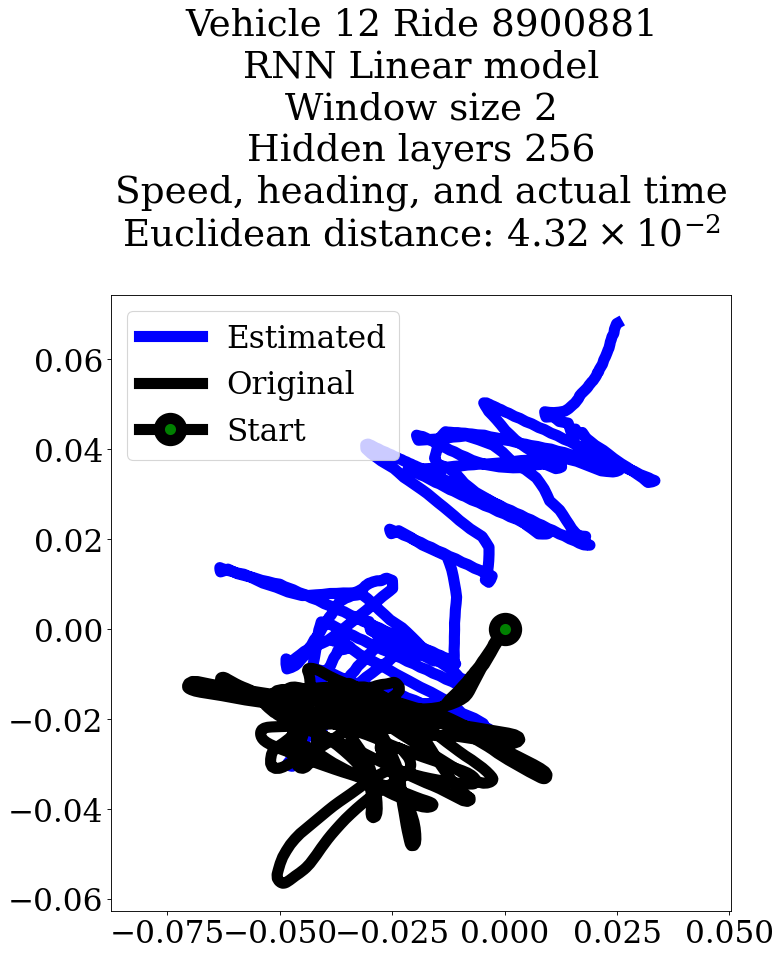 Vehicle 12 Ride 8900881
RNN Linear model
Window size 2
Hidden layers 256
Speed, heading, and actual time
Euclidean distance: 4.32 × 10⁻²
Estimated
Original
Start
0.06
0.04
0.02
0.00
−0.02
−0.04
−0.06
−0.075 −0.050 −0.025 0.000 0.025 0.050